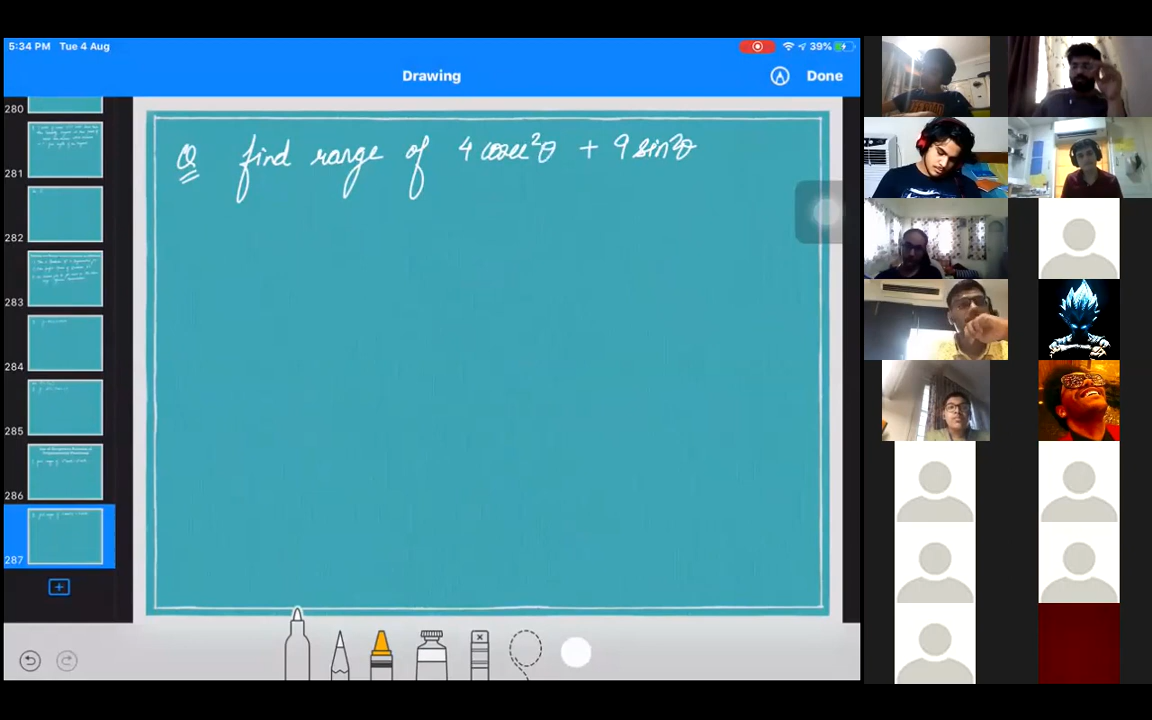 5:34 PM Tue 4 Aug
39%
Drawing
Done
Q find range of 4 cosec²θ + 9 sin²θ
280
281
282
283
284
285
286
287